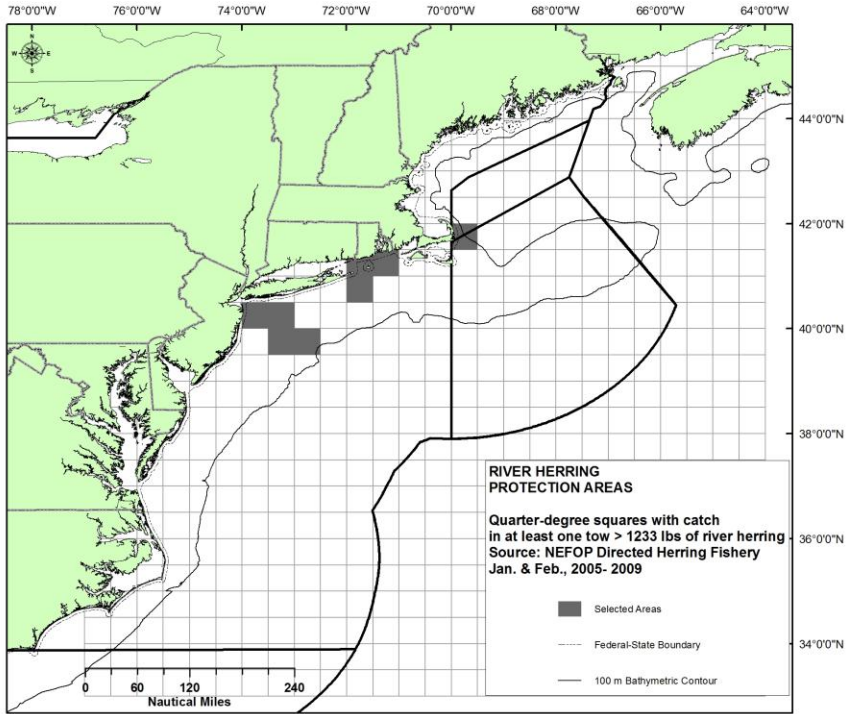 78°0'0"W 76°0'0"W 74°0'0"W 72°0'0"W 70°0'0"W 68°0'0"W 66°0'0"W 64°0'0"W
N
W E
S
44°0'0"N
42°0'0"N
40°0'0"N
38°0'0"N
36°0'0"N
34°0'0"N
RIVER HERRING
PROTECTION AREAS
Quarter-degree squares with catch
in at least one tow > 1233 lbs of river herring
Source: NEFOP Directed Herring Fishery
Jan. & Feb., 2005- 2009
Selected Areas
Federal-State Boundary
100 m Bathymetric Contour
0 60 120 240
Nautical Miles